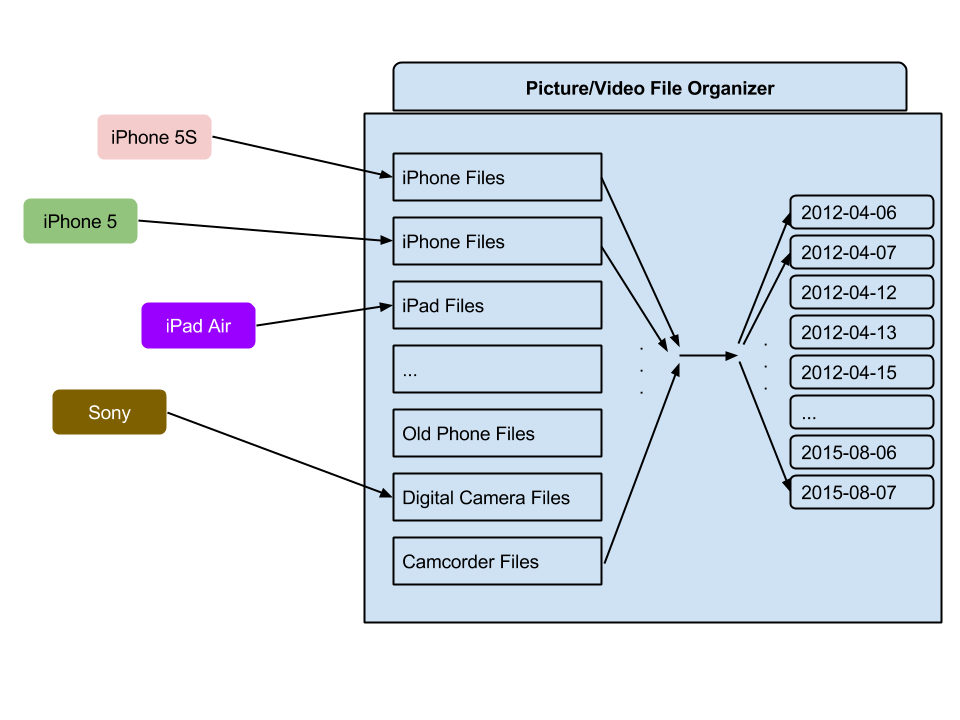 Picture/Video File Organizer
iPhone 5S
iPhone 5
iPad Air
Sony
iPhone Files
iPhone Files
iPad Files
...
Old Phone Files
Digital Camera Files
Camcorder Files
.
.
.
.
.
.
2012-04-06
2012-04-07
2012-04-12
2012-04-13
2012-04-15
...
2015-08-06
2015-08-07